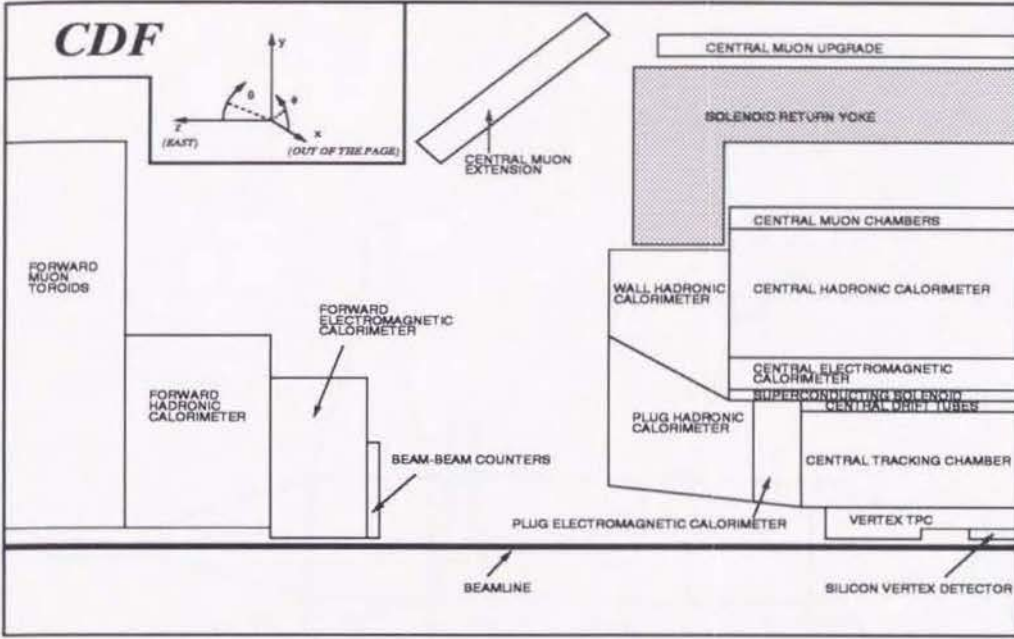 CDF
y
θ
φ
z
x
(EAST)
(OUT OF THE PAGE)
CENTRAL MUON UPGRADE
SOLENOID RETURN YOKE
CENTRAL MUON
EXTENSION
CENTRAL MUON CHAMBERS
FORWARD
MUON
TOROIDS
WALL HADRONIC
CALORIMETER
CENTRAL HADRONIC CALORIMETER
FORWARD
ELECTROMAGNETIC
CALORIMETER
CENTRAL ELECTROMAGNETIC
CALORIMETER
SUPERCONDUCTING SOLENOID
CENTRAL DRIFT TUBES
FORWARD
HADRONIC
CALORIMETER
PLUG HADRONIC
CALORIMETER
BEAM-BEAM COUNTERS
CENTRAL TRACKING CHAMBER
PLUG ELECTROMAGNETIC CALORIMETER
VERTEX TPC
BEAMLINE
SILICON VERTEX DETECTOR